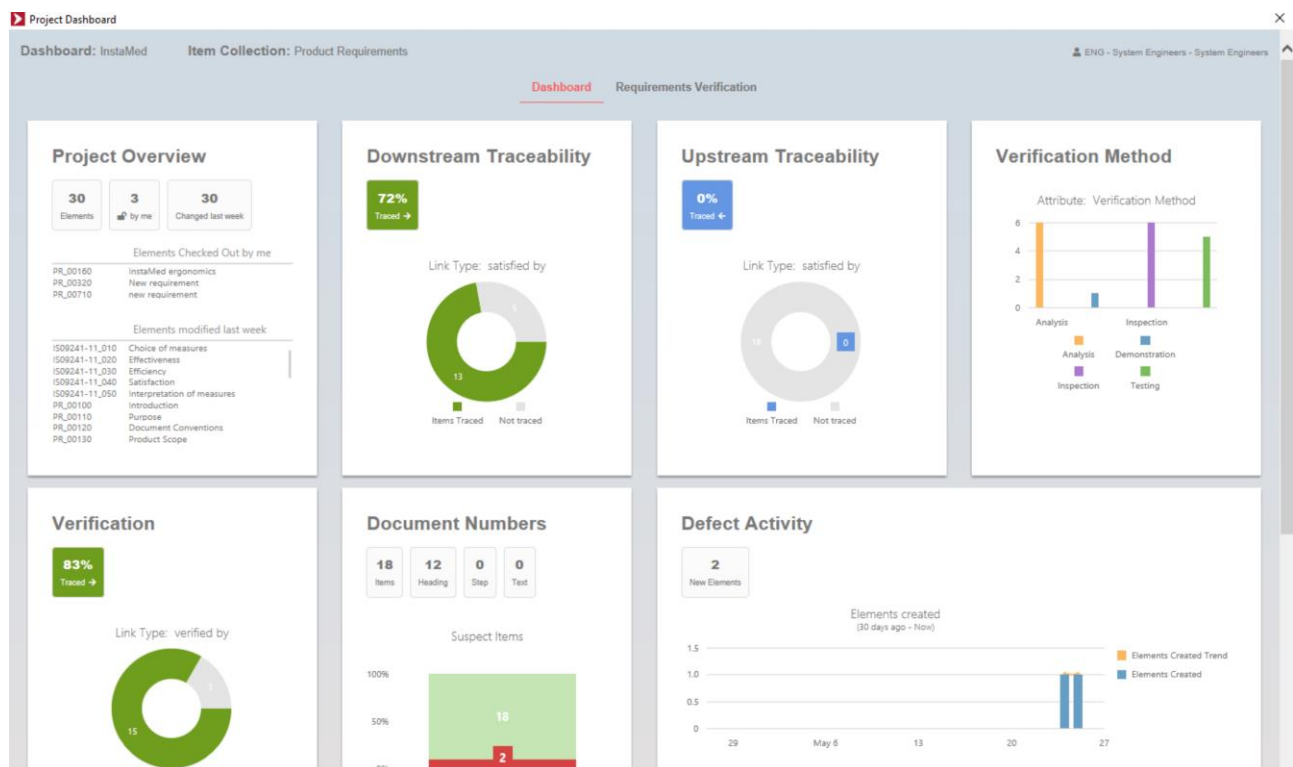 Project Dashboard
Dashboard: InstaMed Item Collection: Product Requirements
ENG - System Engineers - System Engineers
Dashboard Requirements Verification
Project Overview
30 3 30
Elements by me Changed last week
Elements Checked Out by me
PR_00160 InstaMed ergonomics
PR_00320 New requirement
PR_00710 new requirement
Elements modified last week
ISO9241-11_010 Choice of measures
ISO9241-11_020 Effectiveness
ISO9241-11_030 Efficiency
ISO9241-11_040 Satisfaction
ISO9241-11_050 Interpretation of measures
PR_00100 Introduction
PR_00110 Purpose
PR_00120 Document Conventions
PR_00130 Product Scope
Downstream Traceability
72%
Traced →
Link Type: satisfied by
5
13
Items Traced Not traced
Upstream Traceability
0%
Traced ←
Link Type: satisfied by
18 0
Items Traced Not traced
Verification Method
Attribute: Verification Method
6
4
2
0
Analysis Inspection
Analysis Demonstration
Inspection Testing
Verification
83%
Traced →
Link Type: verified by
3
15
Document Numbers
18 12 0 0
Items Heading Step Text
Suspect Items
100%
18
50%
2
Defect Activity
2
New Elements
Elements created
(30 days ago - Now)
1.5
1.0
0.5
0
29 May 6 13 20 27
Elements Created Trend
Elements Created